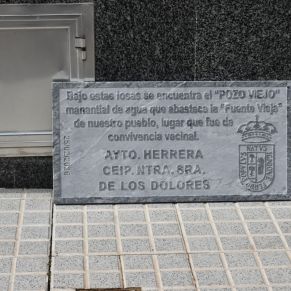 Bajo estas losas se encuentra el "POZO VIEJO"
manantial de agua que abastece la "Fuente Vieja"
de nuestro pueblo, lugar que fue de
convivencia vecinal.
AYTO. HERRERA
CEIP. NTRA. SRA.
DE LOS DOLORES